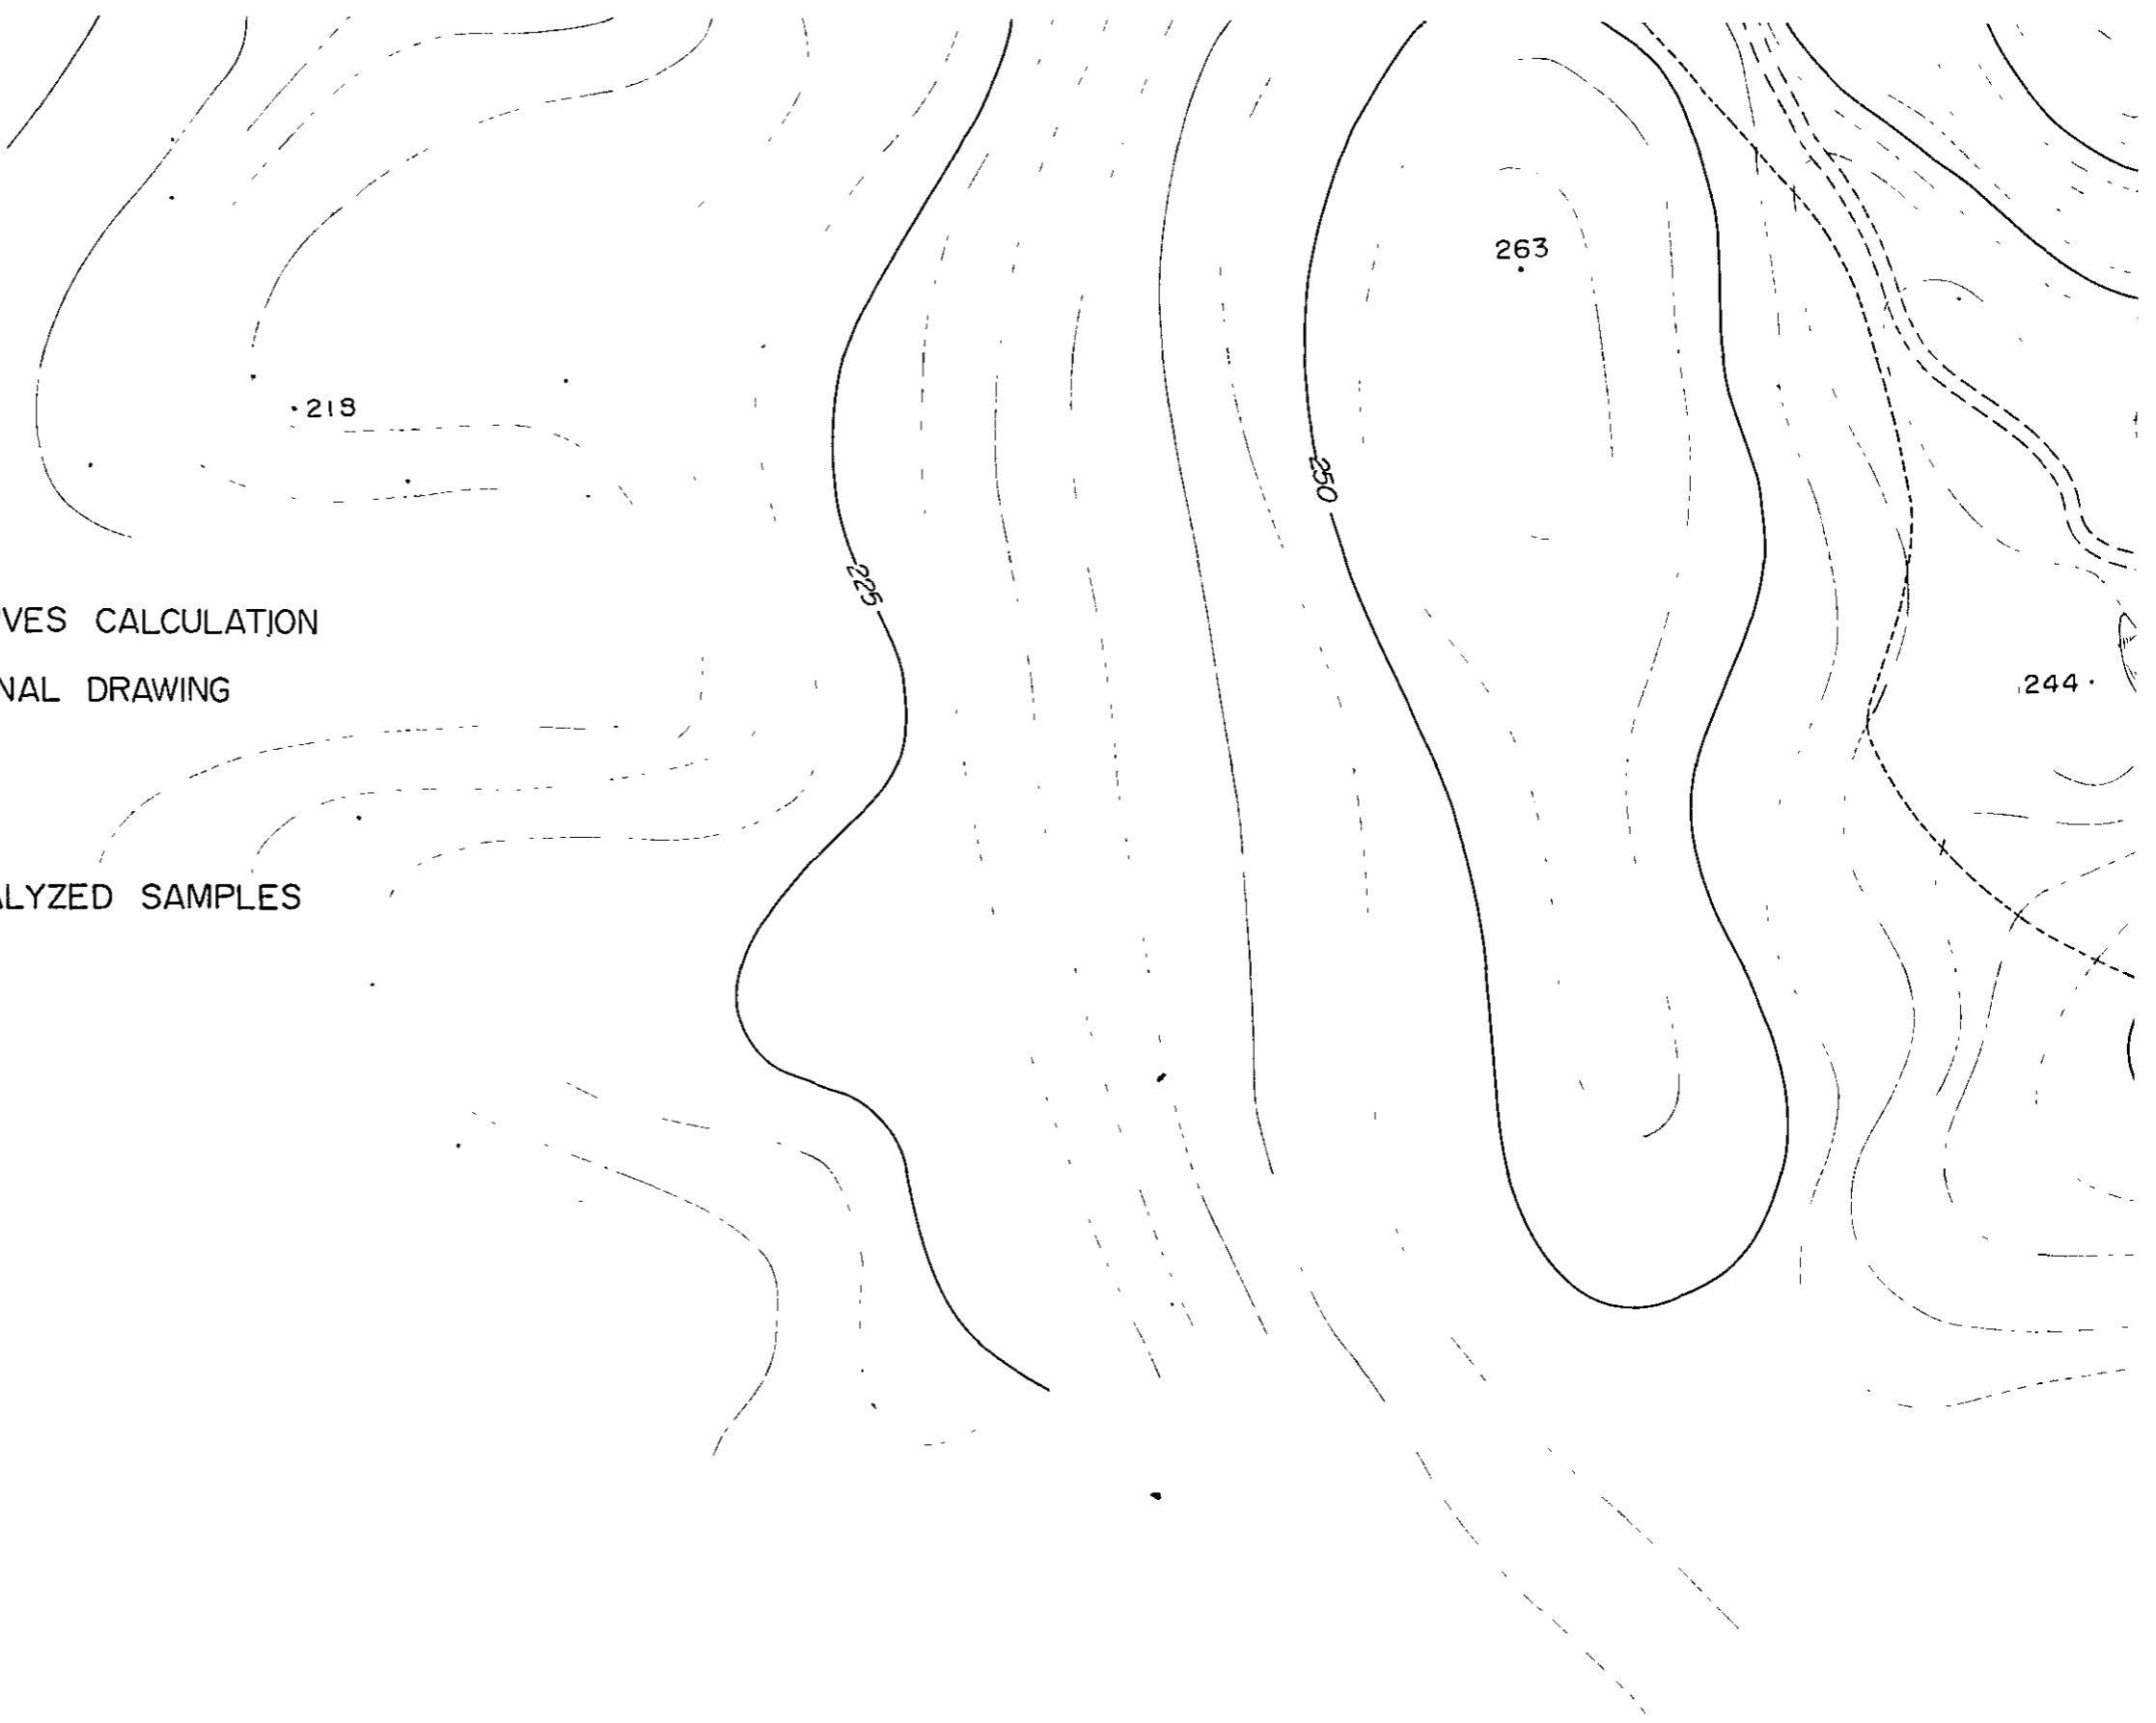 263
218
250
225
VES CALCULATION
NAL DRAWING
244
LYZED SAMPLES